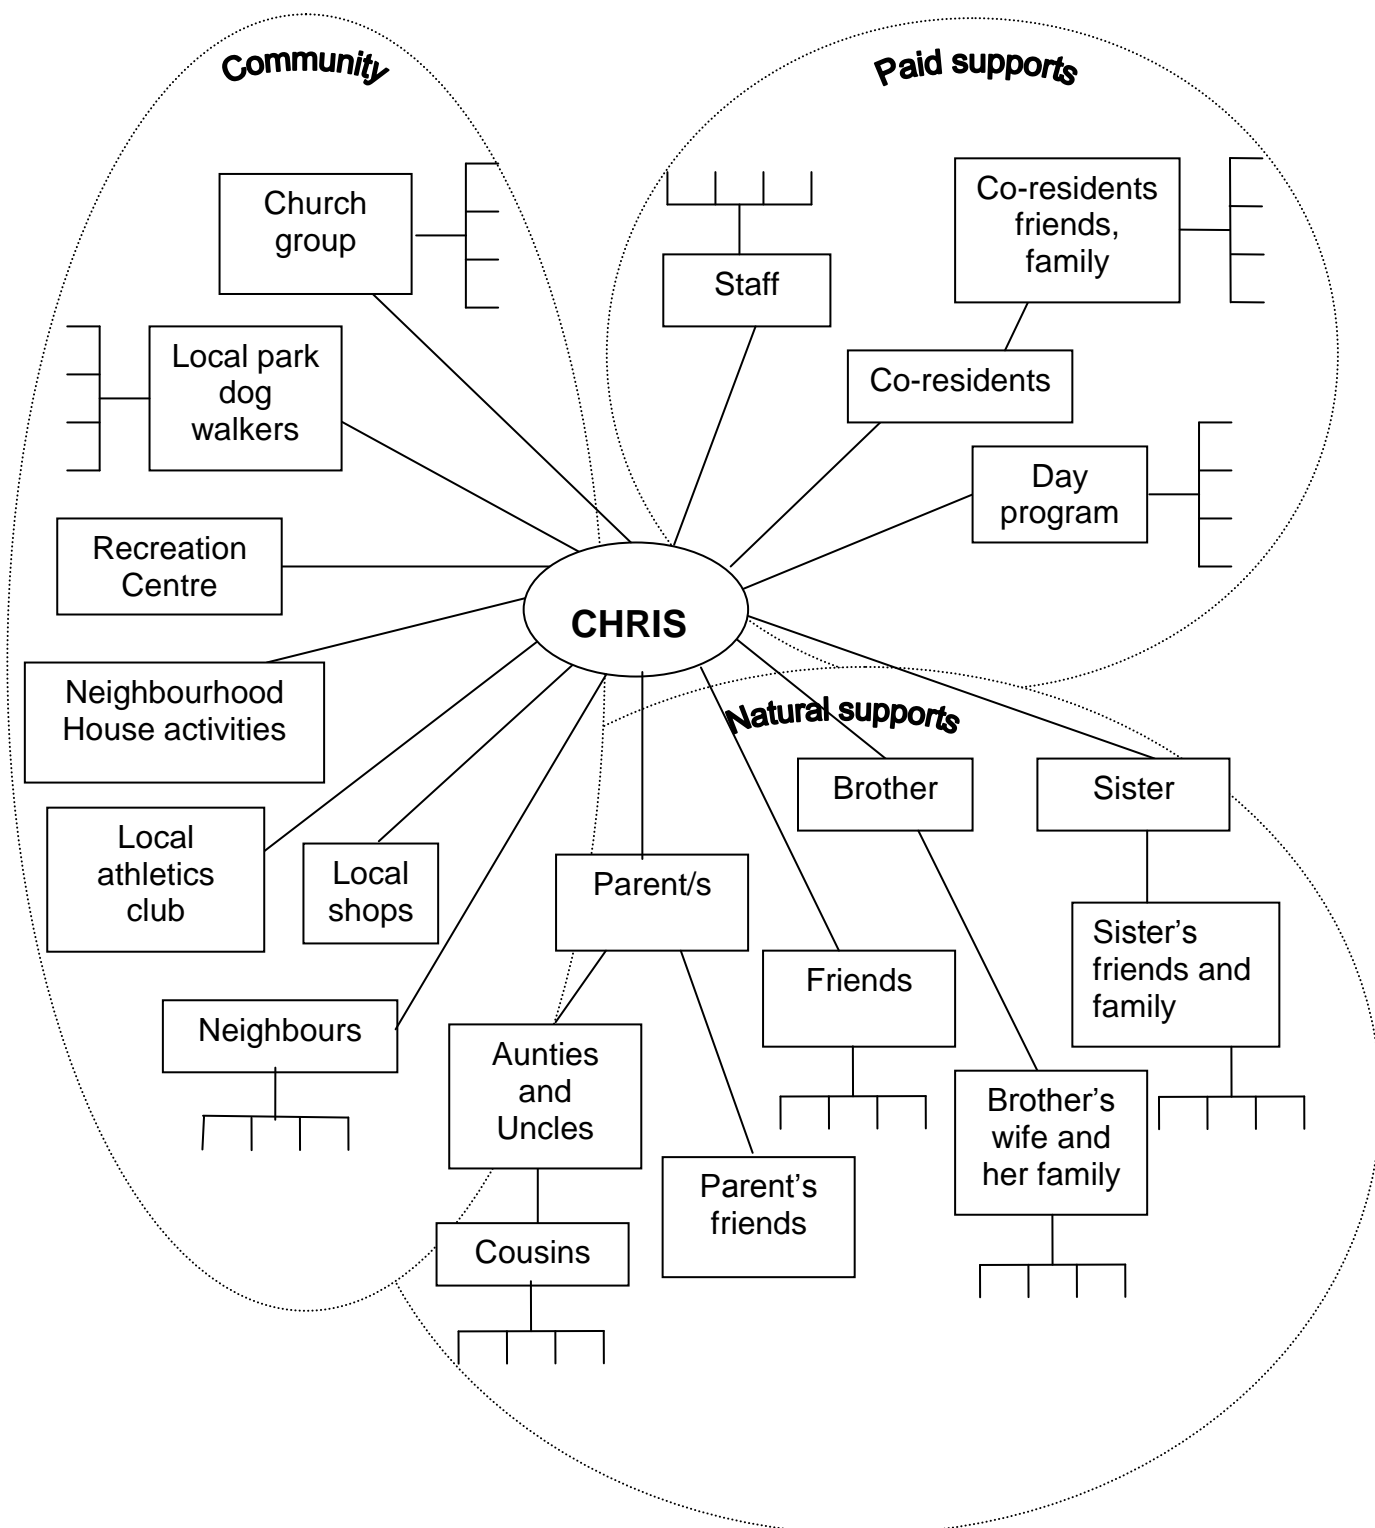 Community
Paid supports
Church
group
Co-residents
friends,
family
Staff
Local park
dog
walkers
Co-residents
Day
program
Recreation
Centre
CHRIS
Neighbourhood
House activities
Natural supports
Brother
Sister
Local
athletics
club
Local
shops
Parent/s
Sister’s
friends and
family
Friends
Neighbours
Aunties
and
Uncles
Brother’s
wife and
her family
Parent’s
friends
Cousins